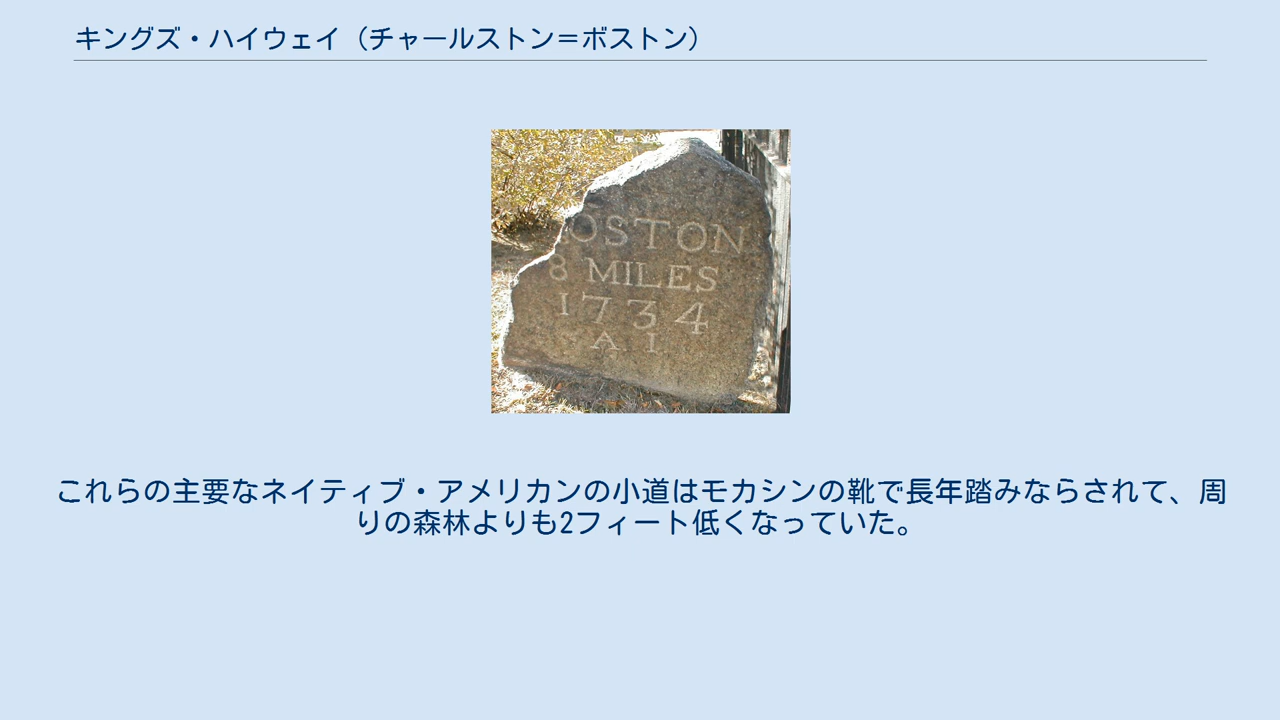 キングズ・ハイウェイ（チャールストン＝ボストン）
BOSTON
8 MILES
1734
A I
これらの主要なネイティブ・アメリカンの小道はモカシンの靴で長年踏みならされて、周
りの森林よりも2フィート低くなっていた。